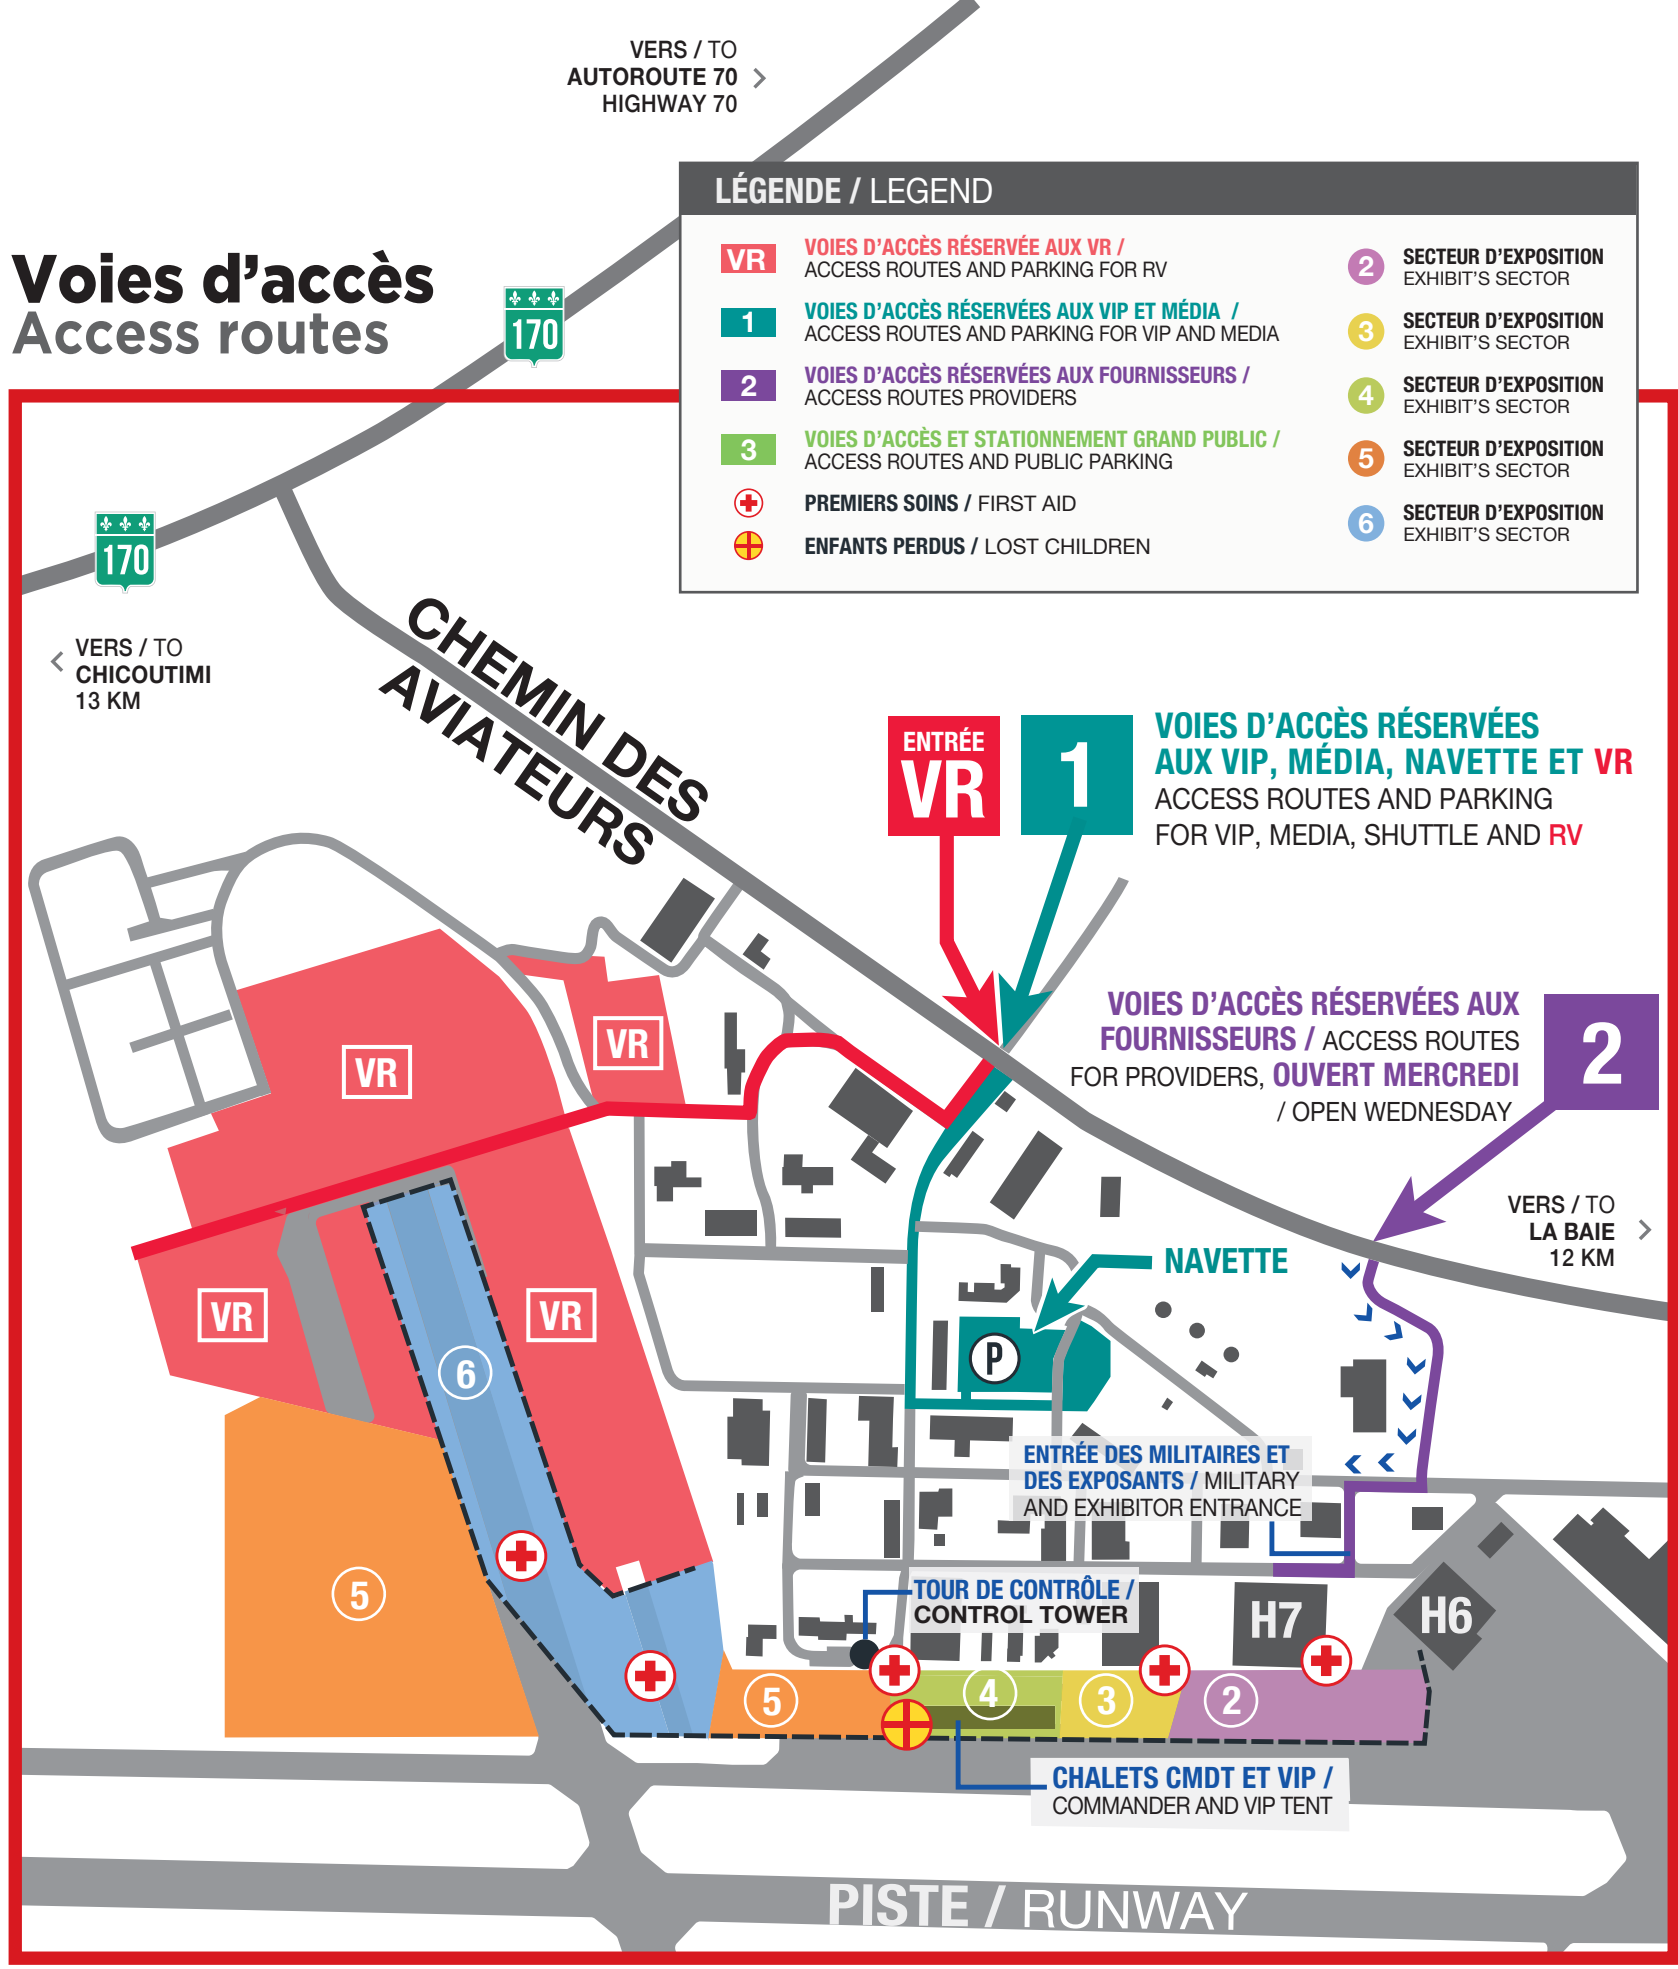 VERS / TO
AUTOROUTE 70
HIGHWAY 70
Voies d'accès
Access routes
170
170
VERS / TO
CHICOUTIMI
13 KM
LÉGENDE / LEGEND
VR VOIES D'ACCÈS RÉSERVÉE AUX VR /
ACCESS ROUTES AND PARKING FOR RV
1 VOIES D'ACCÈS RÉSERVÉES AUX VIP ET MÉDIA /
ACCESS ROUTES AND PARKING FOR VIP AND MEDIA
2 VOIES D'ACCÈS RÉSERVÉES AUX FOURNISSEURS /
ACCESS ROUTES PROVIDERS
3 VOIES D'ACCÈS ET STATIONNEMENT GRAND PUBLIC /
ACCESS ROUTES AND PUBLIC PARKING
PREMIERS SOINS / FIRST AID
ENFANTS PERDUS / LOST CHILDREN
2 SECTEUR D'EXPOSITION
EXHIBIT'S SECTOR
3 SECTEUR D'EXPOSITION
EXHIBIT'S SECTOR
4 SECTEUR D'EXPOSITION
EXHIBIT'S SECTOR
5 SECTEUR D'EXPOSITION
EXHIBIT'S SECTOR
6 SECTEUR D'EXPOSITION
EXHIBIT'S SECTOR
CHEMIN DES
AVIATEURS
ENTRÉE
VR
1
VOIES D'ACCÈS RÉSERVÉES
AUX VIP, MÉDIA, NAVETTE ET VR
ACCESS ROUTES AND PARKING
FOR VIP, MEDIA, SHUTTLE AND RV
VOIES D'ACCÈS RÉSERVÉES AUX
FOURNISSEURS / ACCESS ROUTES
FOR PROVIDERS, OUVERT MERCREDI
/ OPEN WEDNESDAY
2
VERS / TO
LA BAIE
12 KM
VR
VR
VR
VR
NAVETTE
P
6
ENTRÉE DES MILITAIRES ET
DES EXPOSANTS / MILITARY
AND EXHIBITOR ENTRANCE
5
TOUR DE CONTRÔLE /
CONTROL TOWER
H7
H6
5
4
3
2
CHALETS CMDT ET VIP /
COMMANDER AND VIP TENT
PISTE / RUNWAY